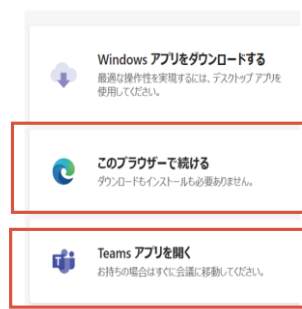 Windows アプリをダウンロードする
最適な操作性を実現するには、デスクトップ アプリを
使用してください。
このブラウザーで続ける
ダウンロードもインストールも必要ありません。
Teams アプリを開く
お持ちの場合はすぐに会議に移動してください。